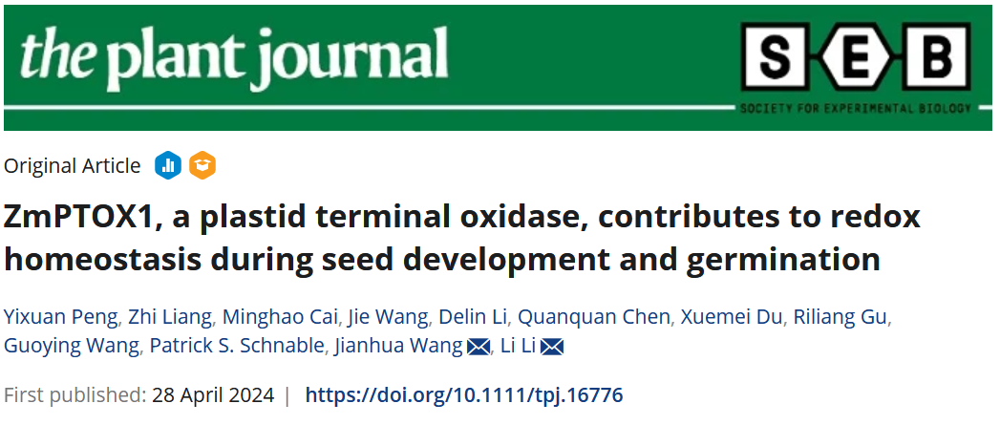 the plant journal
SEB
SOCIETY FOR EXPERIMENTAL BIOLOGY
Original Article
ZmPTOX1, a plastid terminal oxidase, contributes to redox
homeostasis during seed development and germination
Yixuan Peng, Zhi Liang, Minghao Cai, Jie Wang, Delin Li, Quanquan Chen, Xuemei Du, Riliang Gu,
Guoying Wang, Patrick S. Schnable, Jianhua Wang, Li Li
First published: 28 April 2024 | https://doi.org/10.1111/tpj.16776